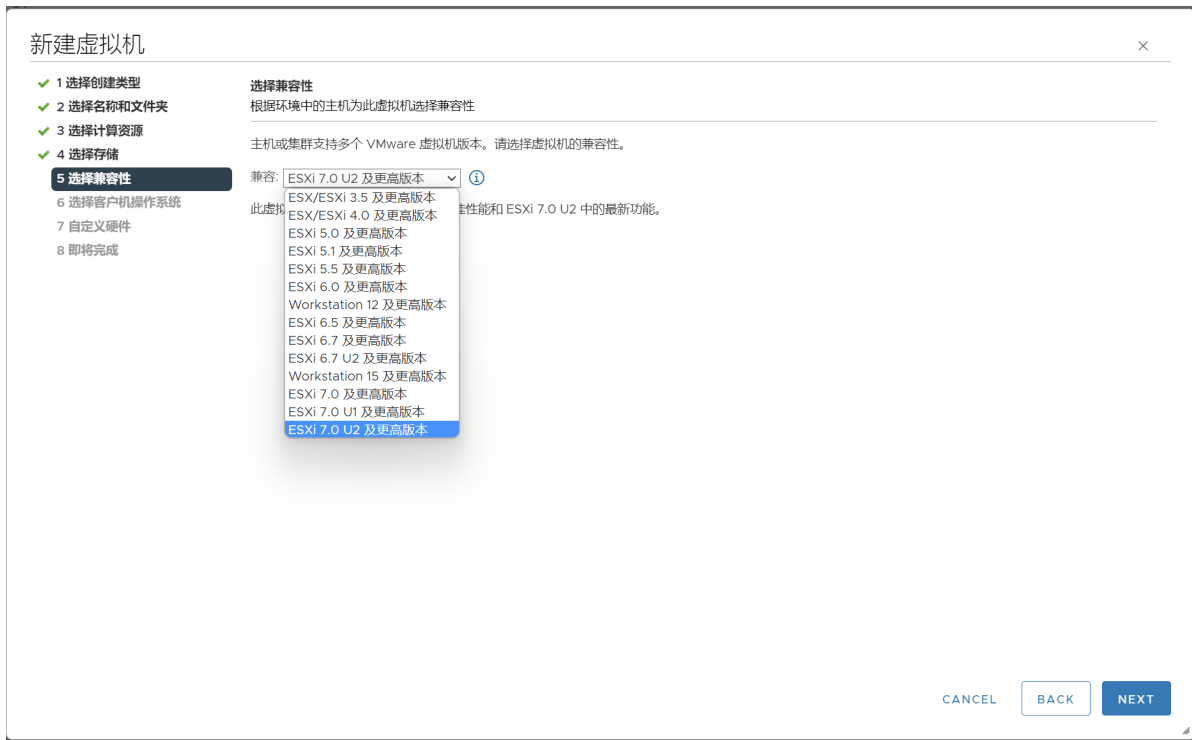 新建虚拟机
1 选择创建类型
2 选择名称和文件夹
3 选择计算资源
4 选择存储
5 选择兼容性
6 选择客户机操作系统
7 自定义硬件
8 即将完成
选择兼容性
根据环境中的主机为此虚拟机选择兼容性
主机或集群支持多个 VMware 虚拟机版本。请选择虚拟机的兼容性。
兼容: ESXi 7.0 U2 及更高版本
此虚拟 性能和 ESXi 7.0 U2 中的最新功能。
ESX/ESXi 3.5 及更高版本
ESX/ESXi 4.0 及更高版本
ESXi 5.0 及更高版本
ESXi 5.1 及更高版本
ESXi 5.5 及更高版本
ESXi 6.0 及更高版本
Workstation 12 及更高版本
ESXi 6.5 及更高版本
ESXi 6.7 及更高版本
ESXi 6.7 U2 及更高版本
Workstation 15 及更高版本
ESXi 7.0 及更高版本
ESXi 7.0 U1 及更高版本
ESXi 7.0 U2 及更高版本
CANCEL
BACK
NEXT